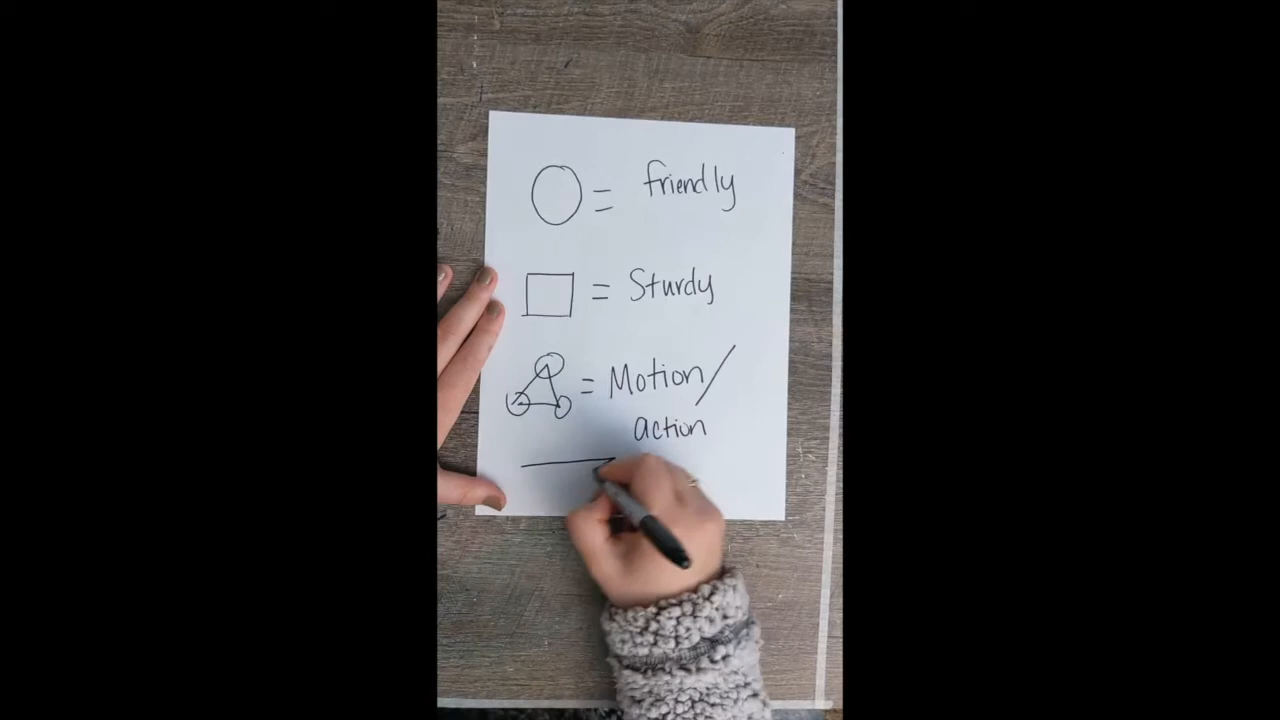 = friendly
= Sturdy
= Motion/
action